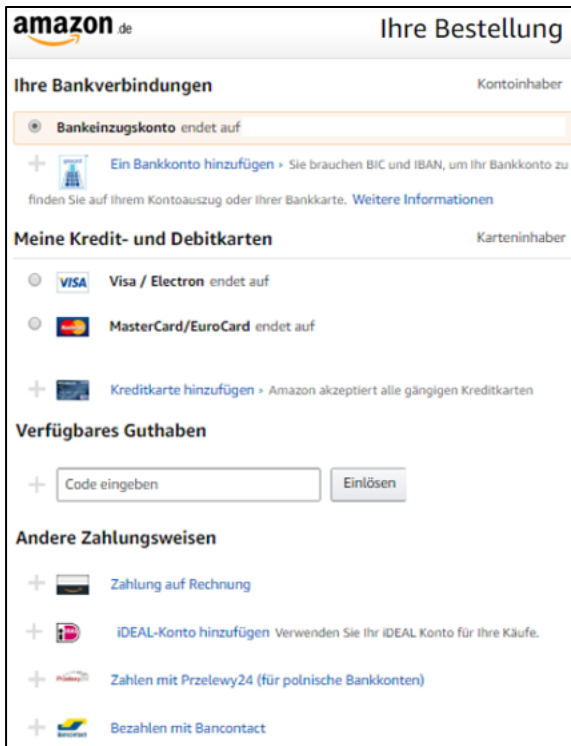 amazon.de
Ihre Bestellung
Ihre Bankverbindungen
Kontoinhaber
Bankeinzugskonto endet auf
Ein Bankkonto hinzufügen › Sie brauchen BIC und IBAN, um Ihr Bankkonto zu
finden Sie auf Ihrem Kontoauszug oder Ihrer Bankkarte. Weitere Informationen
Meine Kredit- und Debitkarten
Karteninhaber
VISA Visa / Electron endet auf
MasterCard MasterCard/EuroCard endet auf
Kreditkarte hinzufügen › Amazon akzeptiert alle gängigen Kreditkarten
Verfügbares Guthaben
Code eingeben
Einlösen
Andere Zahlungsweisen
Zahlung auf Rechnung
iDEAL-Konto hinzufügen Verwenden Sie Ihr iDEAL Konto für Ihre Käufe.
Przelewy24 Zahlen mit Przelewy24 (für polnische Bankkonten)
Bancontact Bezahlen mit Bancontact